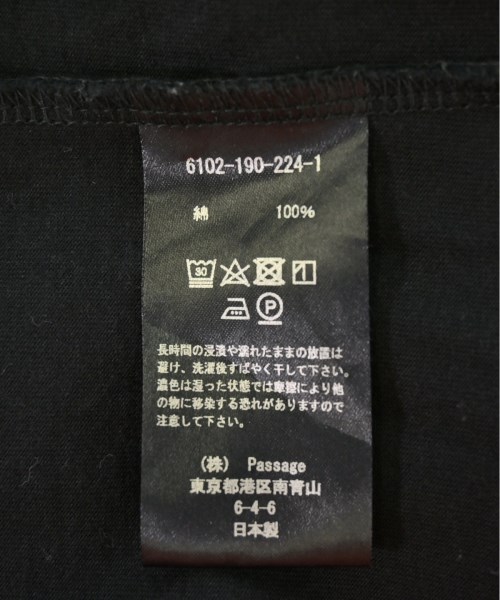 6102-190-224-1
綿 100%
30
P
長時間の浸漬や濡れたままの放置は
避け、洗濯後すばやく干して下さい。
濃色は湿った状態では摩擦により他
の物に移染する恐れがありますので
注意して下さい。
(株) Passage
東京都港区南青山
6-4-6
日本製